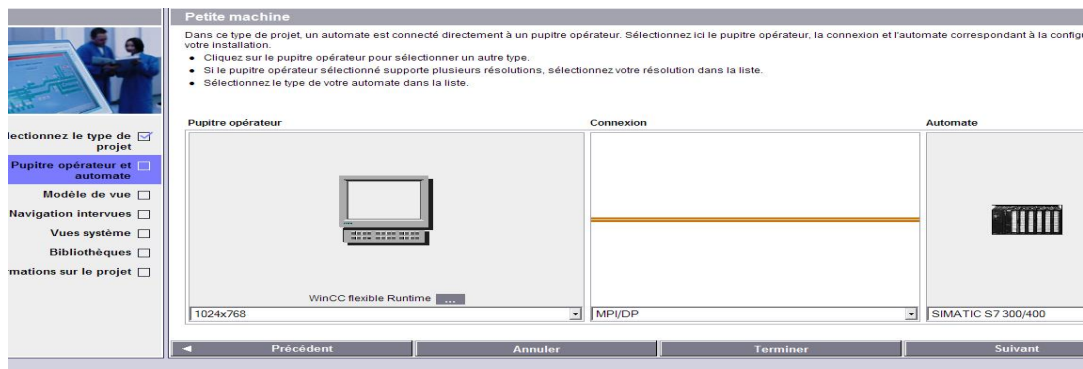 Petite machine
Dans ce type de projet, un automate est connecté directement à un pupitre opérateur. Sélectionnez ici le pupitre opérateur, la connexion et l'automate correspondant à la configu
votre installation.
• Cliquez sur le pupitre opérateur pour sélectionner un autre type.
• Si le pupitre opérateur sélectionné supporte plusieurs résolutions, sélectionnez votre résolution dans la liste.
• Sélectionnez le type de votre automate dans la liste.
lectionnez le type de
projet
Pupitre opérateur et
automate
Modèle de vue
Navigation intervues
Vues système
Bibliothèques
rmations sur le projet
Pupitre opérateur
Connexion
Automate
WinCC flexible Runtime ...
1024x768
MPI/DP
SIMATIC S7 300/400
Précédent
Annuler
Terminer
Suivant